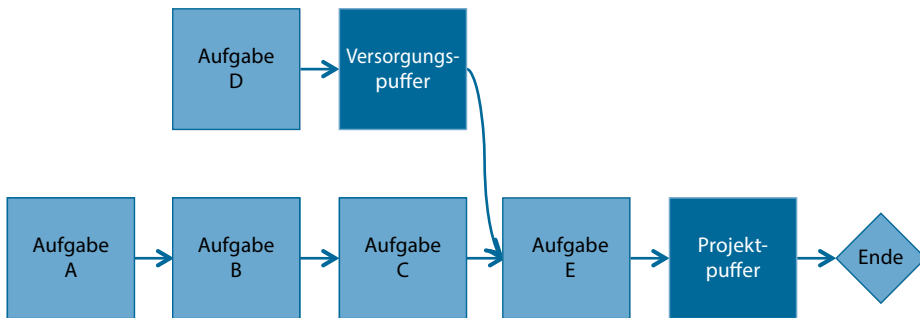 Aufgabe
D
Versorgungs-
puffer
Aufgabe
A
Aufgabe
B
Aufgabe
C
Aufgabe
E
Projekt-
puffer
Ende